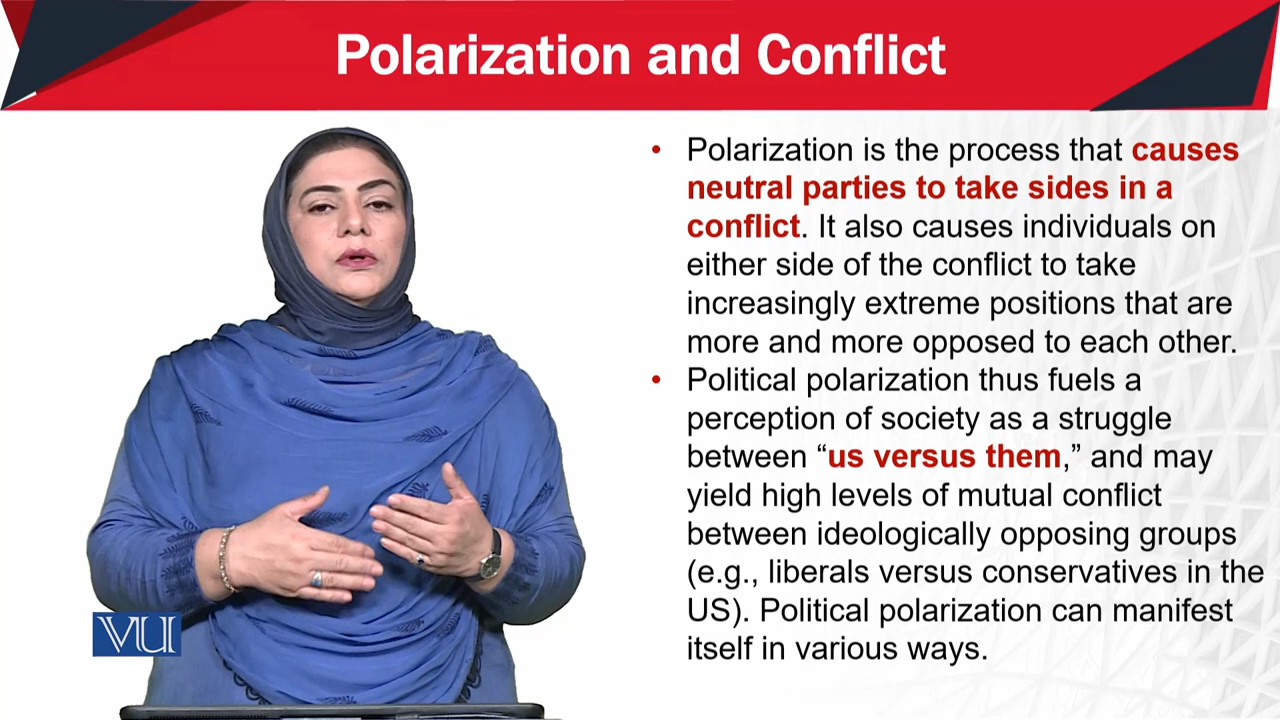 Polarization and Conflict
• Polarization is the process that causes
neutral parties to take sides in a
conflict. It also causes individuals on
either side of the conflict to take
increasingly extreme positions that are
more and more opposed to each other.
• Political polarization thus fuels a
perception of society as a struggle
between “us versus them,” and may
yield high levels of mutual conflict
between ideologically opposing groups
(e.g., liberals versus conservatives in the
US). Political polarization can manifest
itself in various ways.
VU